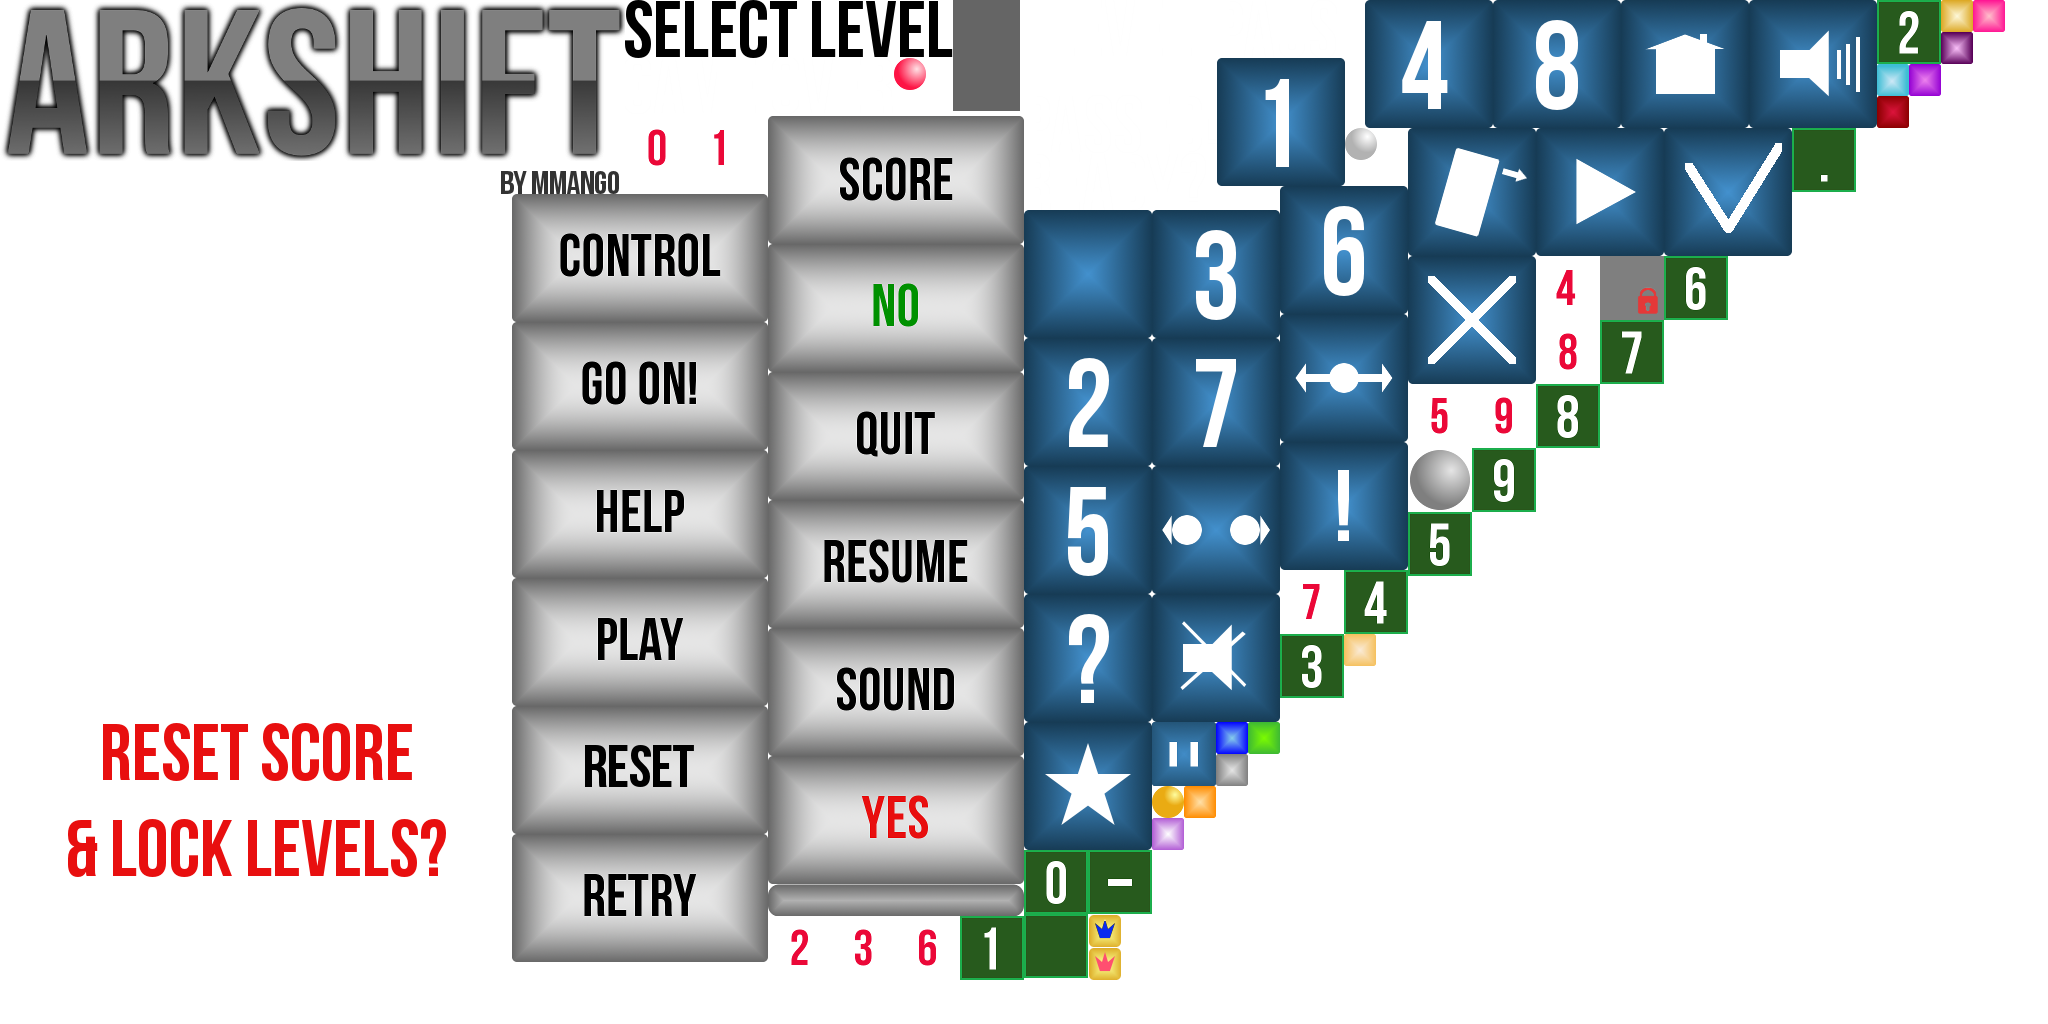 ARKSHIFT
BY MMANGO
SELECT LEVEL
0 1
CONTROL
GO ON!
HELP
PLAY
RESET
RETRY
SCORE
NO
QUIT
RESUME
SOUND
YES
RESET SCORE
& LOCK LEVELS?
2 3 6
1
0 –
2
5
?
3
7
1
6
!
4 8
2
.
4
6
8
7
5 9
8
9
5
7
4
3